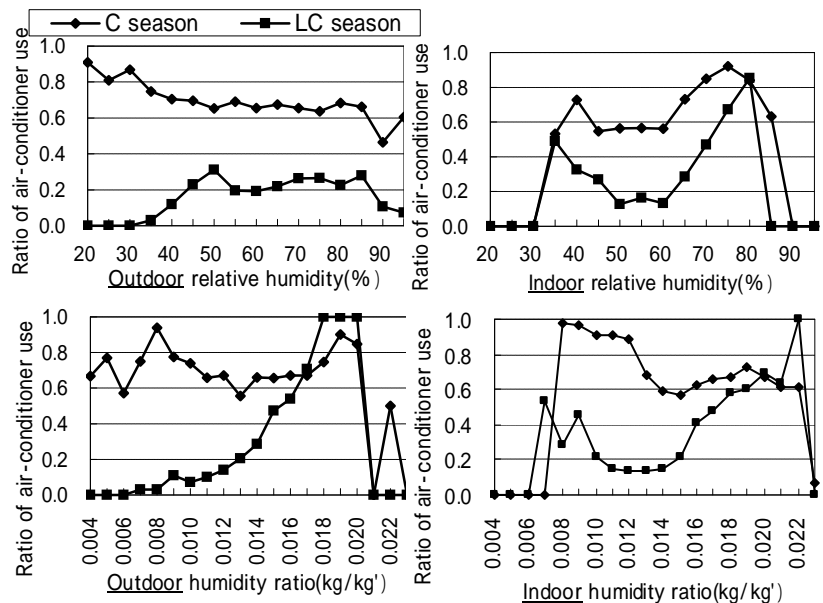 C season LC season
Ratio of air-conditioner use
1.0
0.8
0.6
0.4
0.2
0.0
20 30 40 50 60 70 80 90
Outdoor relative humidity(%)
Ratio of air-conditioner use
1.0
0.8
0.6
0.4
0.2
0.0
20 30 40 50 60 70 80 90
Indoor relative humidity(%)
Ratio of air-conditioner use
1.0
0.8
0.6
0.4
0.2
0.0
0.004 0.006 0.008 0.010 0.012 0.014 0.016 0.018 0.020 0.022
Outdoor humidity ratio(kg/kg')
Ratio of air-conditioner use
1.0
0.8
0.6
0.4
0.2
0.0
0.004 0.006 0.008 0.010 0.012 0.014 0.016 0.018 0.020 0.022
Indoor humidity ratio(kg/kg')